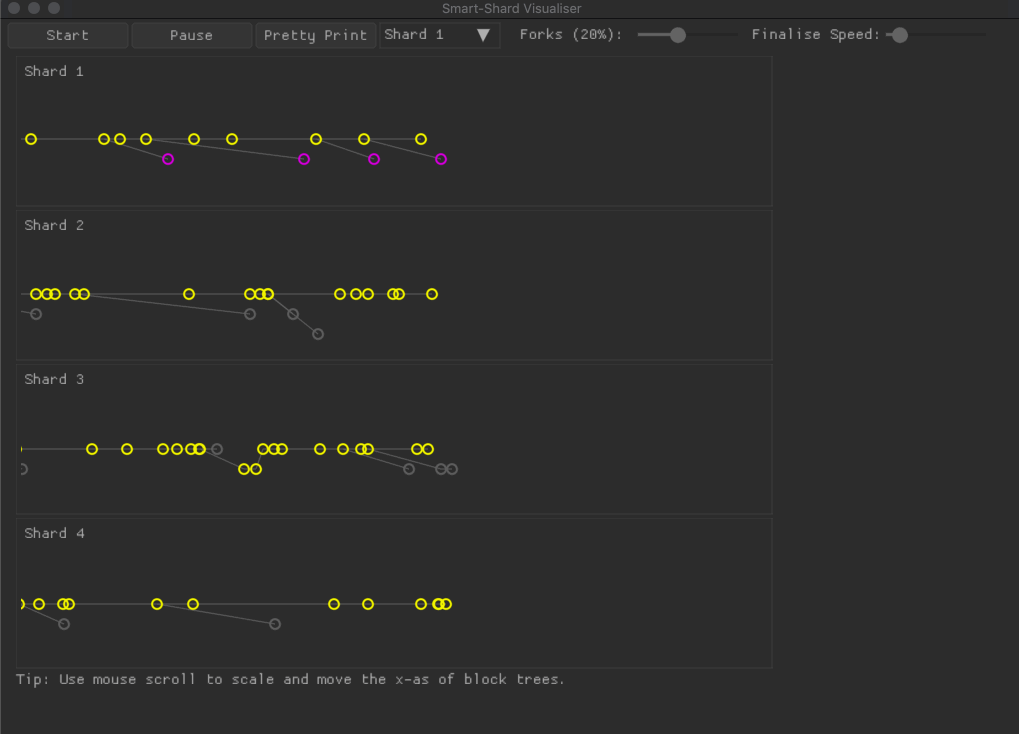 Smart-Shard Visualiser
Start Pause Pretty Print Shard 1 Forks (20%): Finalise Speed:
Shard 1
Shard 2
Shard 3
Shard 4
Tip: Use mouse scroll to scale and move the x-as of block trees.